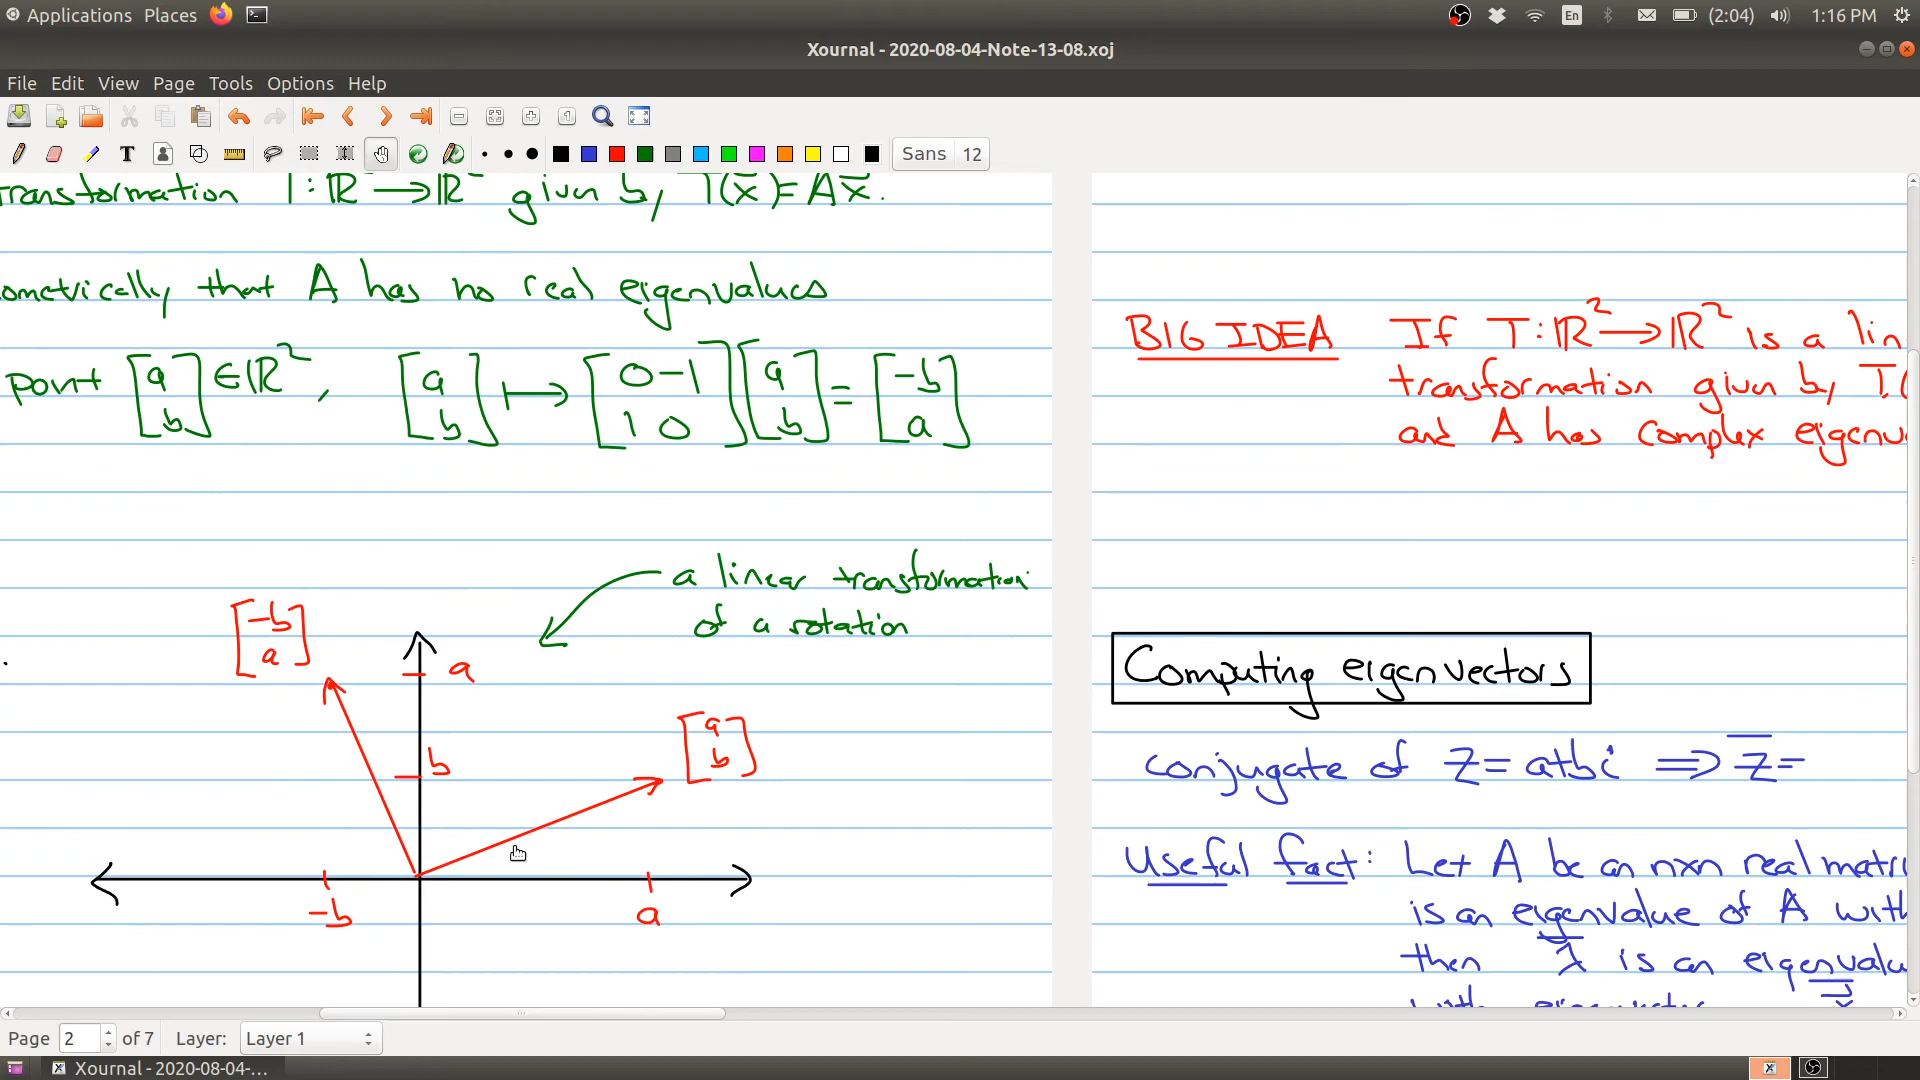 Applications Places En (2:04) 1:16 PM
Xournal - 2020-08-04-Note-13-08.xoj
File Edit View Page Tools Options Help
Sans 12
transformation T: ℝ² → ℝ² given by T(x̄) = Ax̄.
ometrically that A has no real eigenvalues
point [a b] ∈ ℝ², [a b] ↦ [0 -1 1 0] [a b] = [-b a]
a linear transformation
of a rotation
[-b a]
a
[a b]
b
-b a
BIG IDEA If T: ℝ² → ℝ² is a lin
transformation given by T(
and A has complex eigenv
Computing eigenvectors
conjugate of z = a+bi ⟹ z̄ =
Useful fact: Let A be an nxn real matri
is an eigenvalue of A with
then λ̄ is an eigenvalu
with eigenvector x̄
Page 2 of 7 Layer: Layer 1
Xournal - 2020-08-04-...